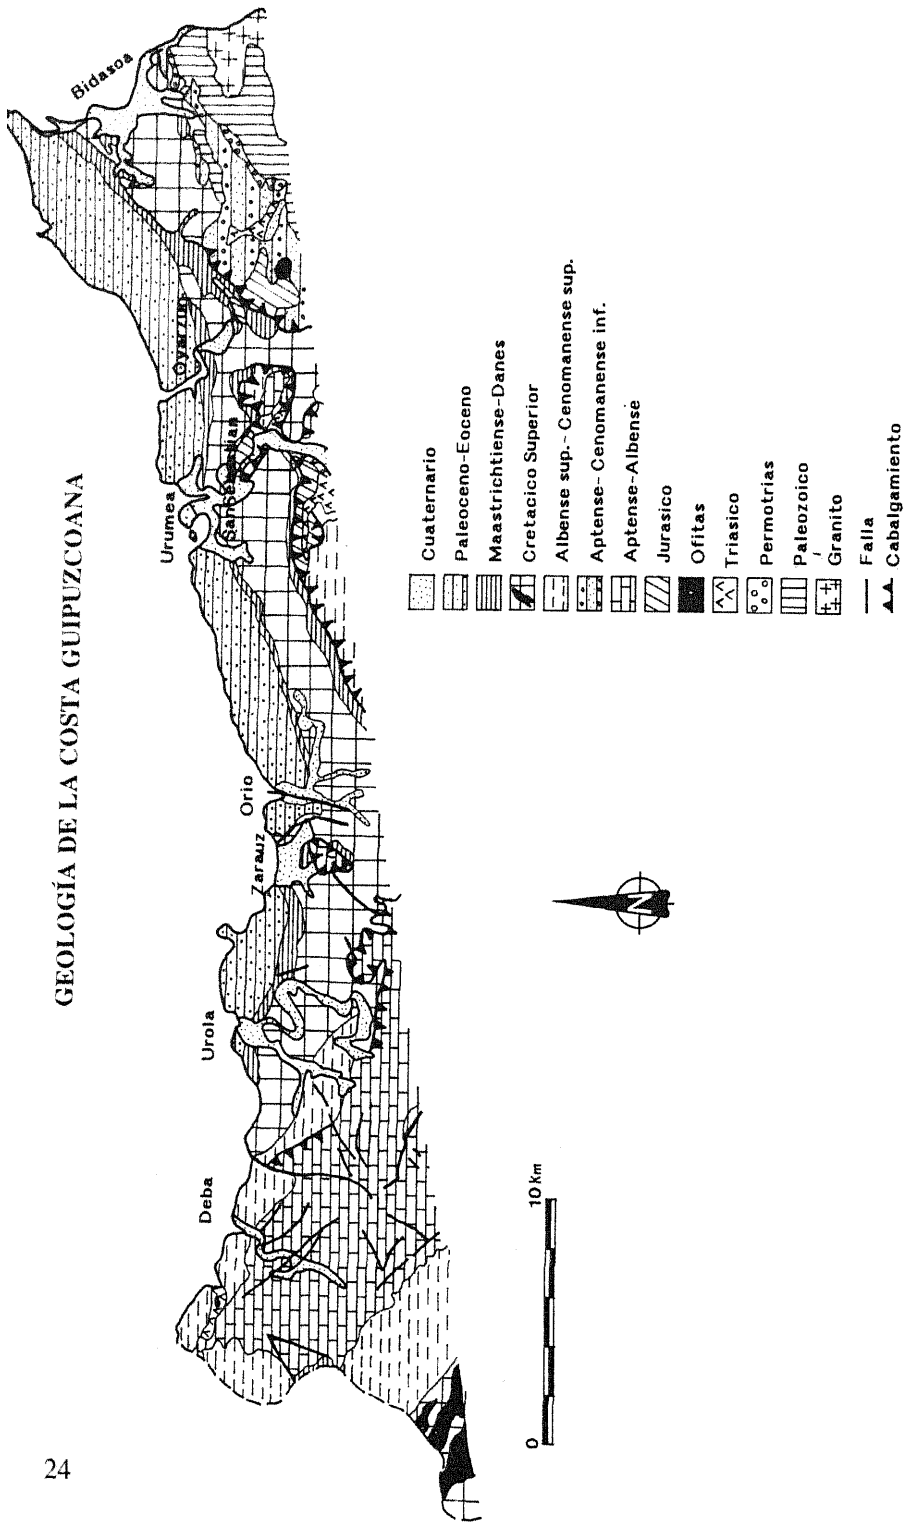 24
GEOLOGÍA DE LA COSTA GUIPUZCOANA
Deba
Urola
Zarauz
Orio
Urumea
San Sebastian
Oyarzun
Bidasoa
Cuaternario
Paleoceno-Eoceno
Maastrichtiense-Danes
Cretacico Superior
Albense sup.-Cenomanense sup.
Aptense-Cenomanense inf.
Aptense-Albense
Jurasico
Ofitas
Triasico
Permotrias
Paleozoico
Granito
Falla
Cabalgamiento
N
0 10 Km